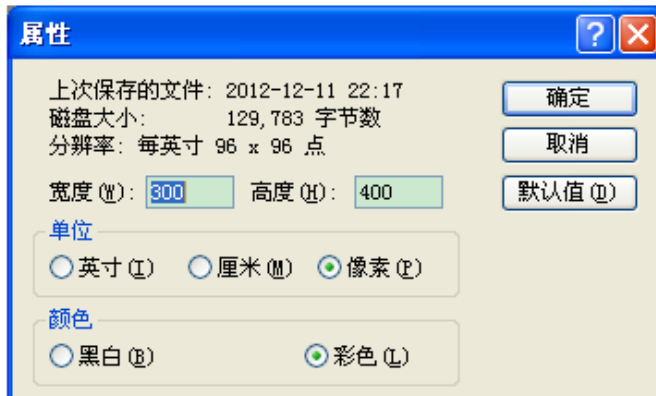 属性
上次保存的文件: 2012-12-11 22:17
磁盘大小: 129,783 字节数
分辨率: 每英寸 96 x 96 点
宽度(W): 300 高度(H): 400
单位
英寸(I) 厘米(M) 像素(P)
颜色
黑白(B) 彩色(L)
确定
取消
默认值(D)